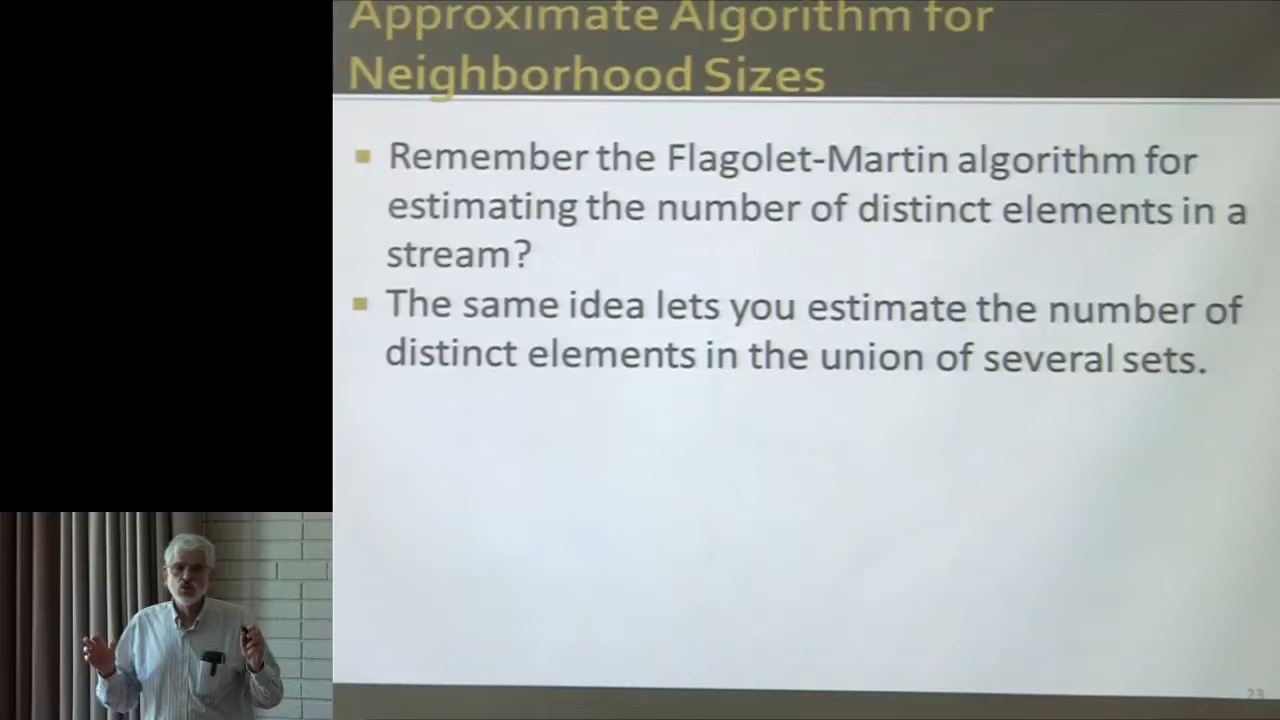 Approximate Algorithm for
Neighborhood Sizes
Remember the Flagolet-Martin algorithm for
estimating the number of distinct elements in a
stream?
The same idea lets you estimate the number of
distinct elements in the union of several sets.
23